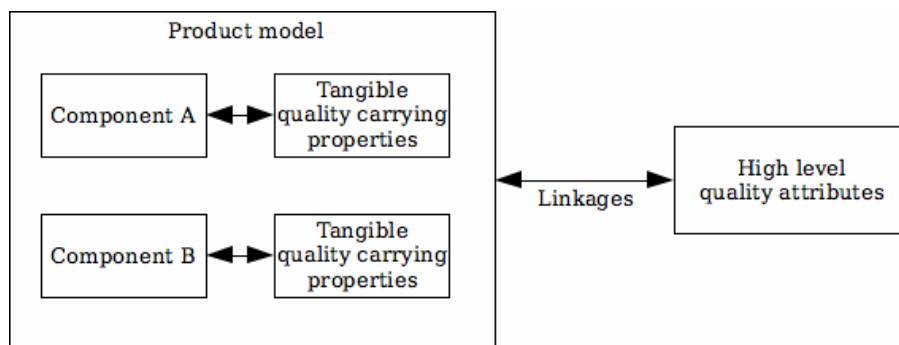 Product model
Component A
Tangible
quality carrying
properties
Linkages
High level
quality attributes
Component B
Tangible
quality carrying
properties